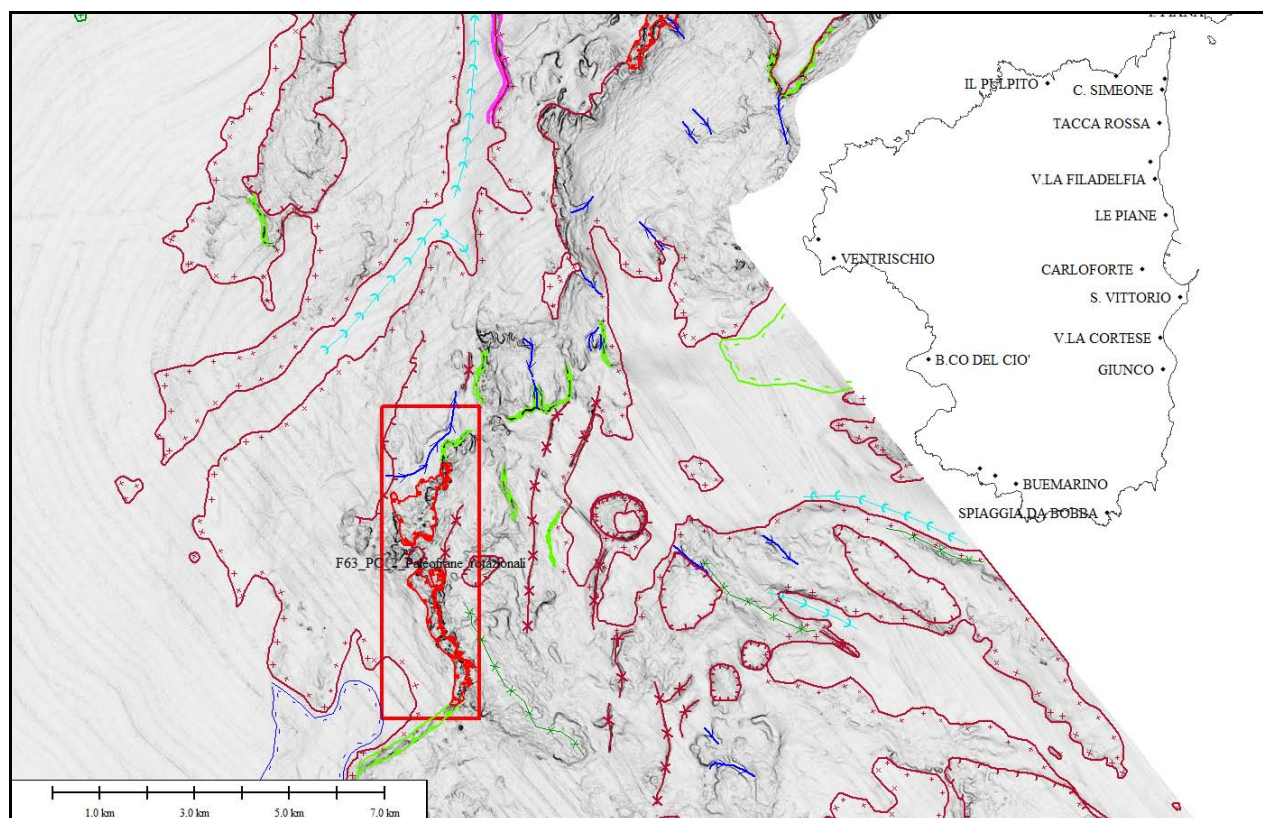 IL PULPITO
C. SIMEONE
TACCA ROSSA
V.LA FILADELFIA
LE PIANE
VENTRISCHIO
CARLOFORTE
S. VITTORIO
V.LA CORTESE
B.CO DEL CIO'
GIUNCO
BUEMARINO
SPIAGGIA DA BOBBA
1.0 km 3.0 km 5.0 km 7.0 km